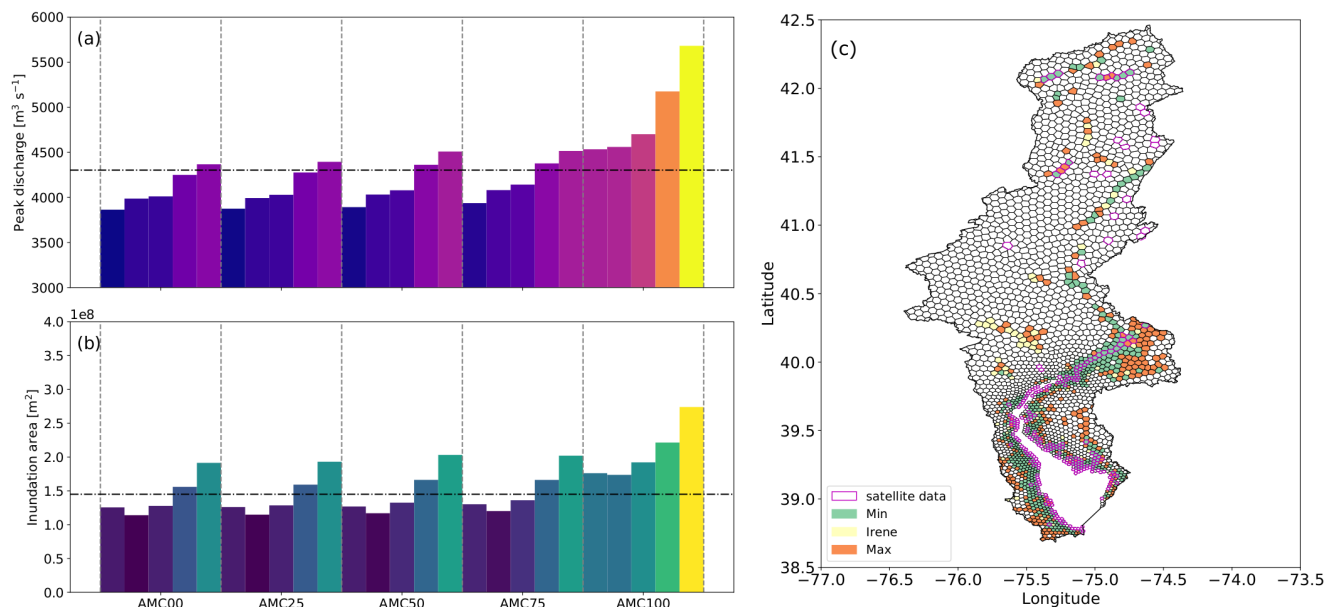 (a)
Peak discharge [m³ s⁻¹]
6000
5500
5000
4500
4000
3500
3000
1e8
(b)
Inundation area [m²]
4.0
3.5
3.0
2.5
2.0
1.5
1.0
0.5
0.0
AMC00 AMC25 AMC50 AMC75 AMC100
(c)
Latitude
42.5
42.0
41.5
41.0
40.5
40.0
39.5
39.0
38.5
satellite data
Min
Irene
Max
−77.0 −76.5 −76.0 −75.5 −75.0 −74.5 −74.0 −73.5
Longitude